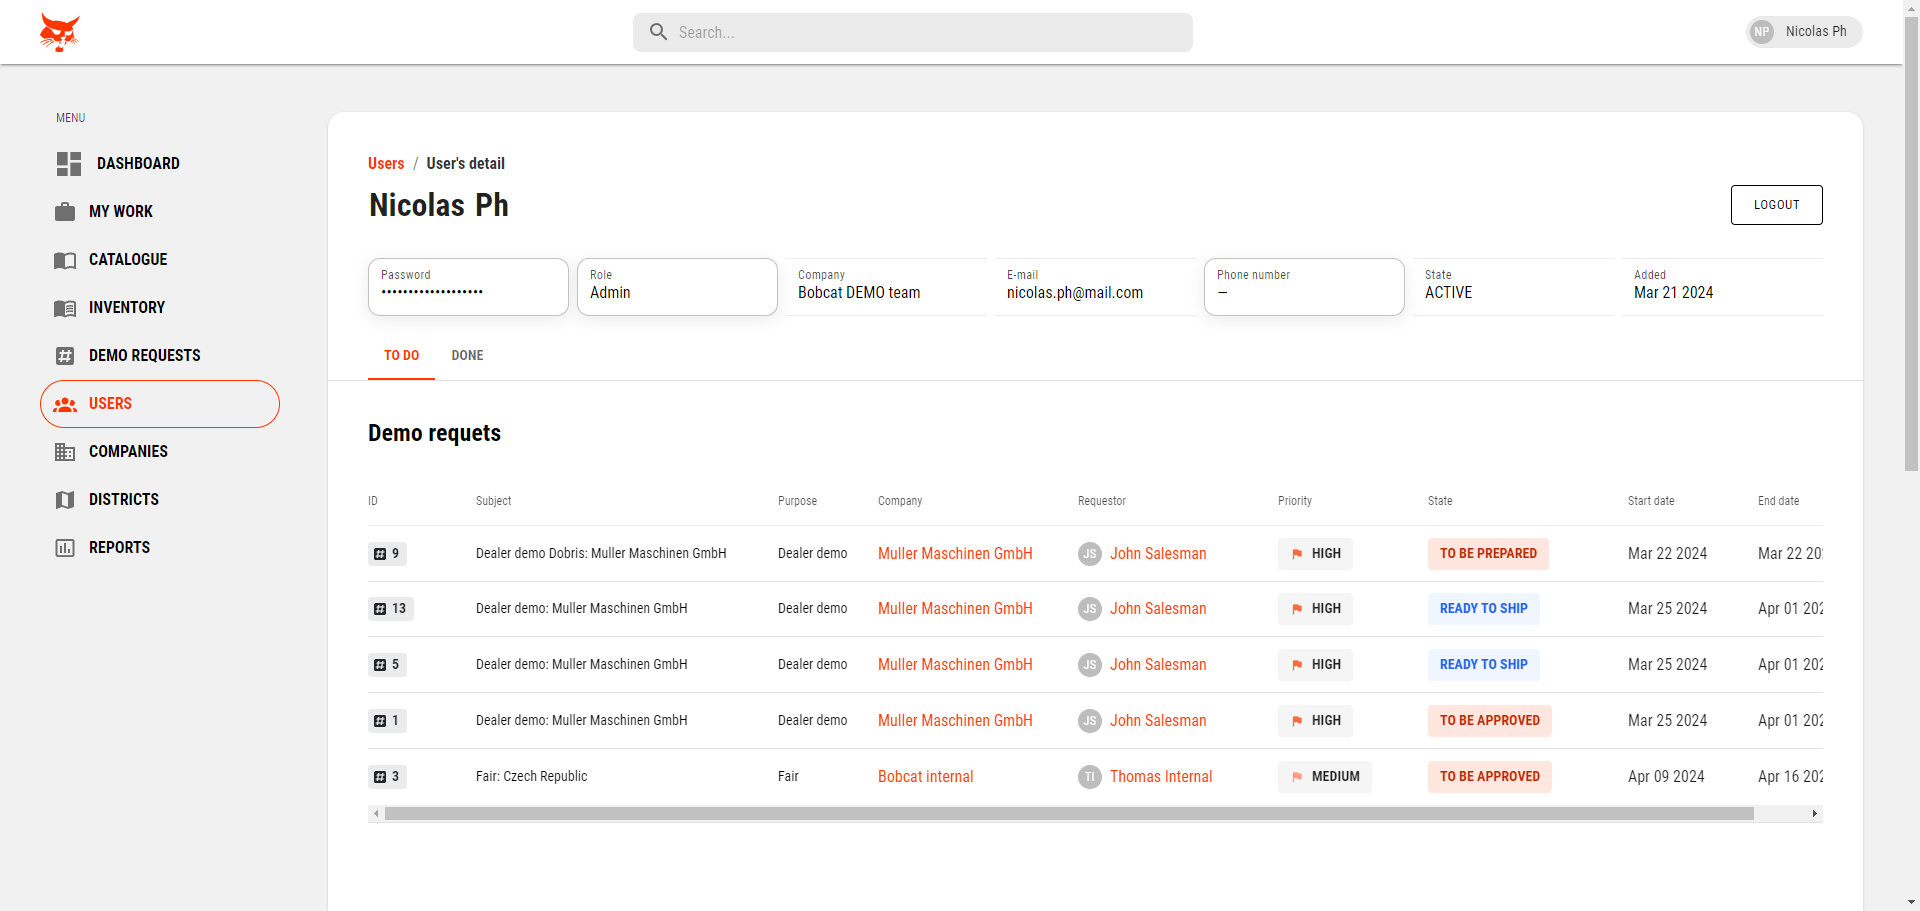 Search...
NP Nicolas Ph
MENU
DASHBOARD
MY WORK
CATALOGUE
INVENTORY
DEMO REQUESTS
USERS
COMPANIES
DISTRICTS
REPORTS
Users / User's detail
Nicolas Ph
LOGOUT
Password Role Company E-mail Phone number State Added
•••••••••••••••••••• Admin Bobcat DEMO team nicolas.ph@mail.com — ACTIVE Mar 21 2024
TO DO DONE
Demo requets
ID Subject Purpose Company Requestor Priority State Start date End date
# 9 Dealer demo Dobris: Muller Maschinen GmbH Dealer demo Muller Maschinen GmbH JS John Salesman HIGH TO BE PREPARED Mar 22 2024 Mar 22 20
# 13 Dealer demo: Muller Maschinen GmbH Dealer demo Muller Maschinen GmbH JS John Salesman HIGH READY TO SHIP Mar 25 2024 Apr 01 202
# 5 Dealer demo: Muller Maschinen GmbH Dealer demo Muller Maschinen GmbH JS John Salesman HIGH READY TO SHIP Mar 25 2024 Apr 01 202
# 1 Dealer demo: Muller Maschinen GmbH Dealer demo Muller Maschinen GmbH JS John Salesman HIGH TO BE APPROVED Mar 25 2024 Apr 01 202
# 3 Fair: Czech Republic Fair Bobcat internal TI Thomas Internal MEDIUM TO BE APPROVED Apr 09 2024 Apr 16 202